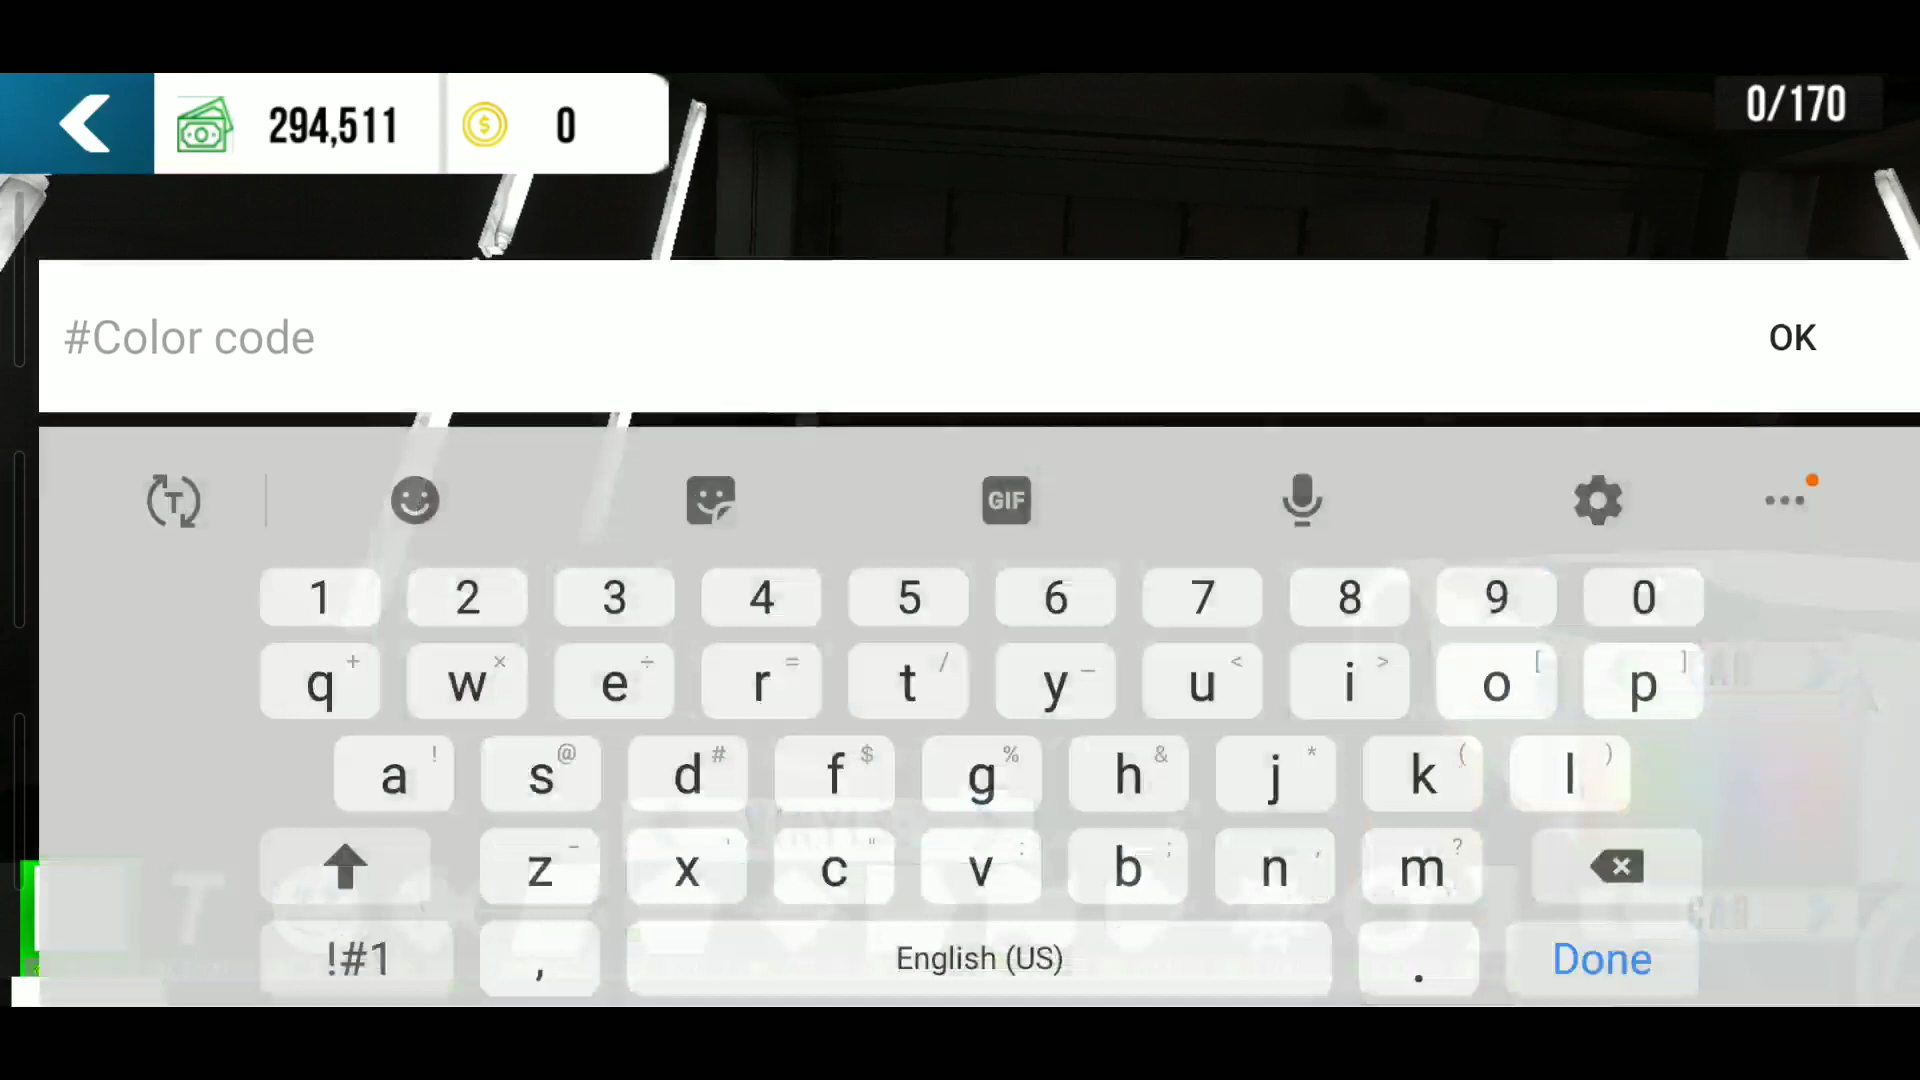 294,511 0 0/170
#Color code OK
T GIF
1 2 3 4 5 6 7 8 9 0
q + w × e ÷ r = t / y _ u < i > o [ p ]
a ! s @ d # f $ g % h & j * k ( l )
z - x ' c " v : b ; n , m ?
!#1 , English (US) . Done